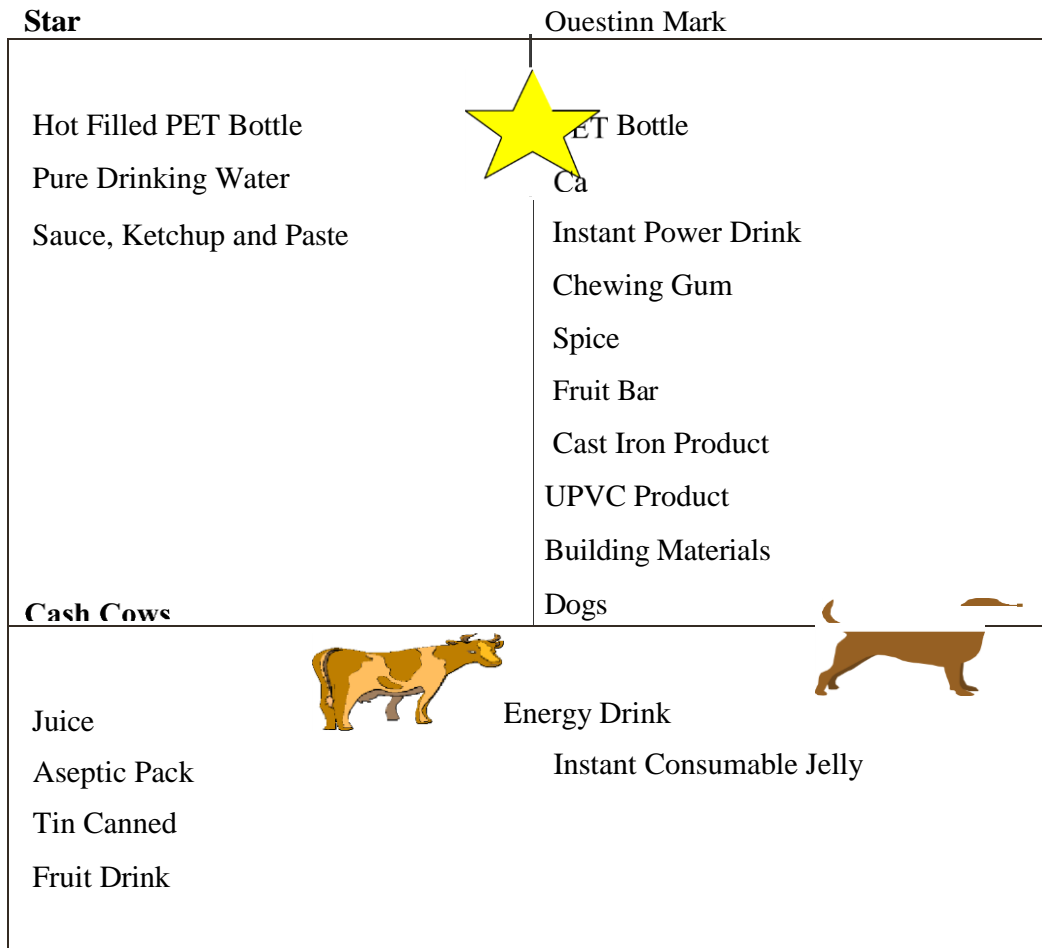 Star
Ouestinn Mark
Hot Filled PET Bottle
Pure Drinking Water
Sauce, Ketchup and Paste
ET Bottle
Ca
Instant Power Drink
Chewing Gum
Spice
Fruit Bar
Cast Iron Product
UPVC Product
Building Materials
Cash Cows
Dogs
Juice
Aseptic Pack
Tin Canned
Fruit Drink
Energy Drink
Instant Consumable Jelly